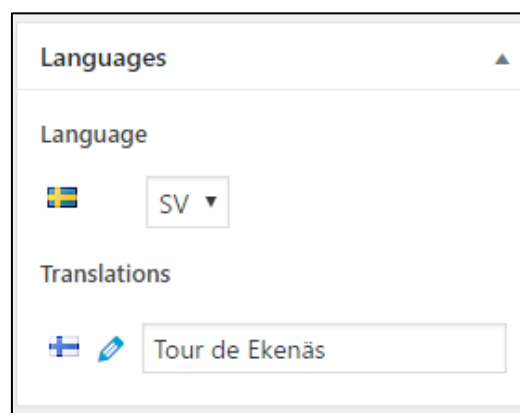 Languages
Language
SV
Translations
Tour de Ekenäs